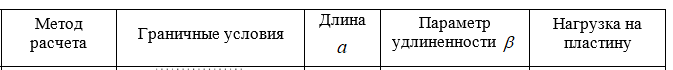 Метод расчета
Граничные условия
Длина a
Параметр удлиненности β
Нагрузка на пластину